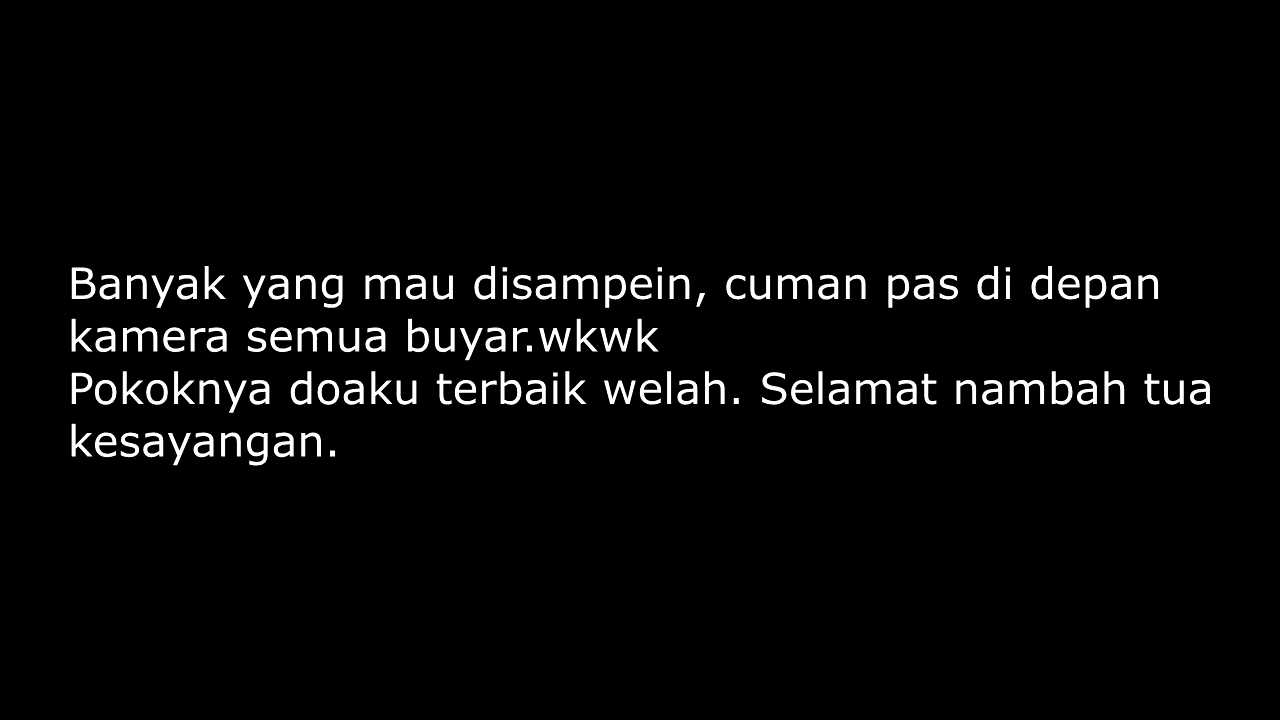 Banyak yang mau disampein, cuman pas di depan
kamera semua buyar.wkwk
Pokoknya doaku terbaik welah. Selamat nambah tua
kesayangan.